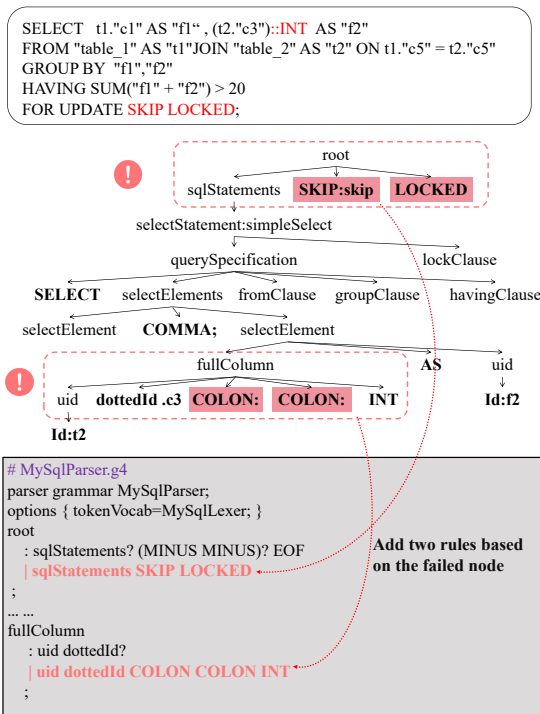 SELECT t1."c1" AS "f1“ , (t2."c3")::INT AS "f2"
FROM "table_1" AS "t1"JOIN "table_2" AS "t2" ON t1."c5" = t2."c5"
GROUP BY "f1","f2"
HAVING SUM("f1" + "f2") > 20
FOR UPDATE SKIP LOCKED;
root
! sqlStatements SKIP:skip LOCKED
selectStatement:simpleSelect
querySpecification lockClause
SELECT selectElements fromClause groupClause havingClause
selectElement COMMA; selectElement
fullColumn AS uid
! uid dottedId .c3 COLON: COLON: INT Id:f2
Id:t2
# MySqlParser.g4
parser grammar MySqlParser;
options { tokenVocab=MySqlLexer; }
root
: sqlStatements? (MINUS MINUS)? EOF
| sqlStatements SKIP LOCKED
;
... ...
fullColumn
: uid dottedId?
| uid dottedId COLON COLON INT
;
Add two rules based
on the failed node